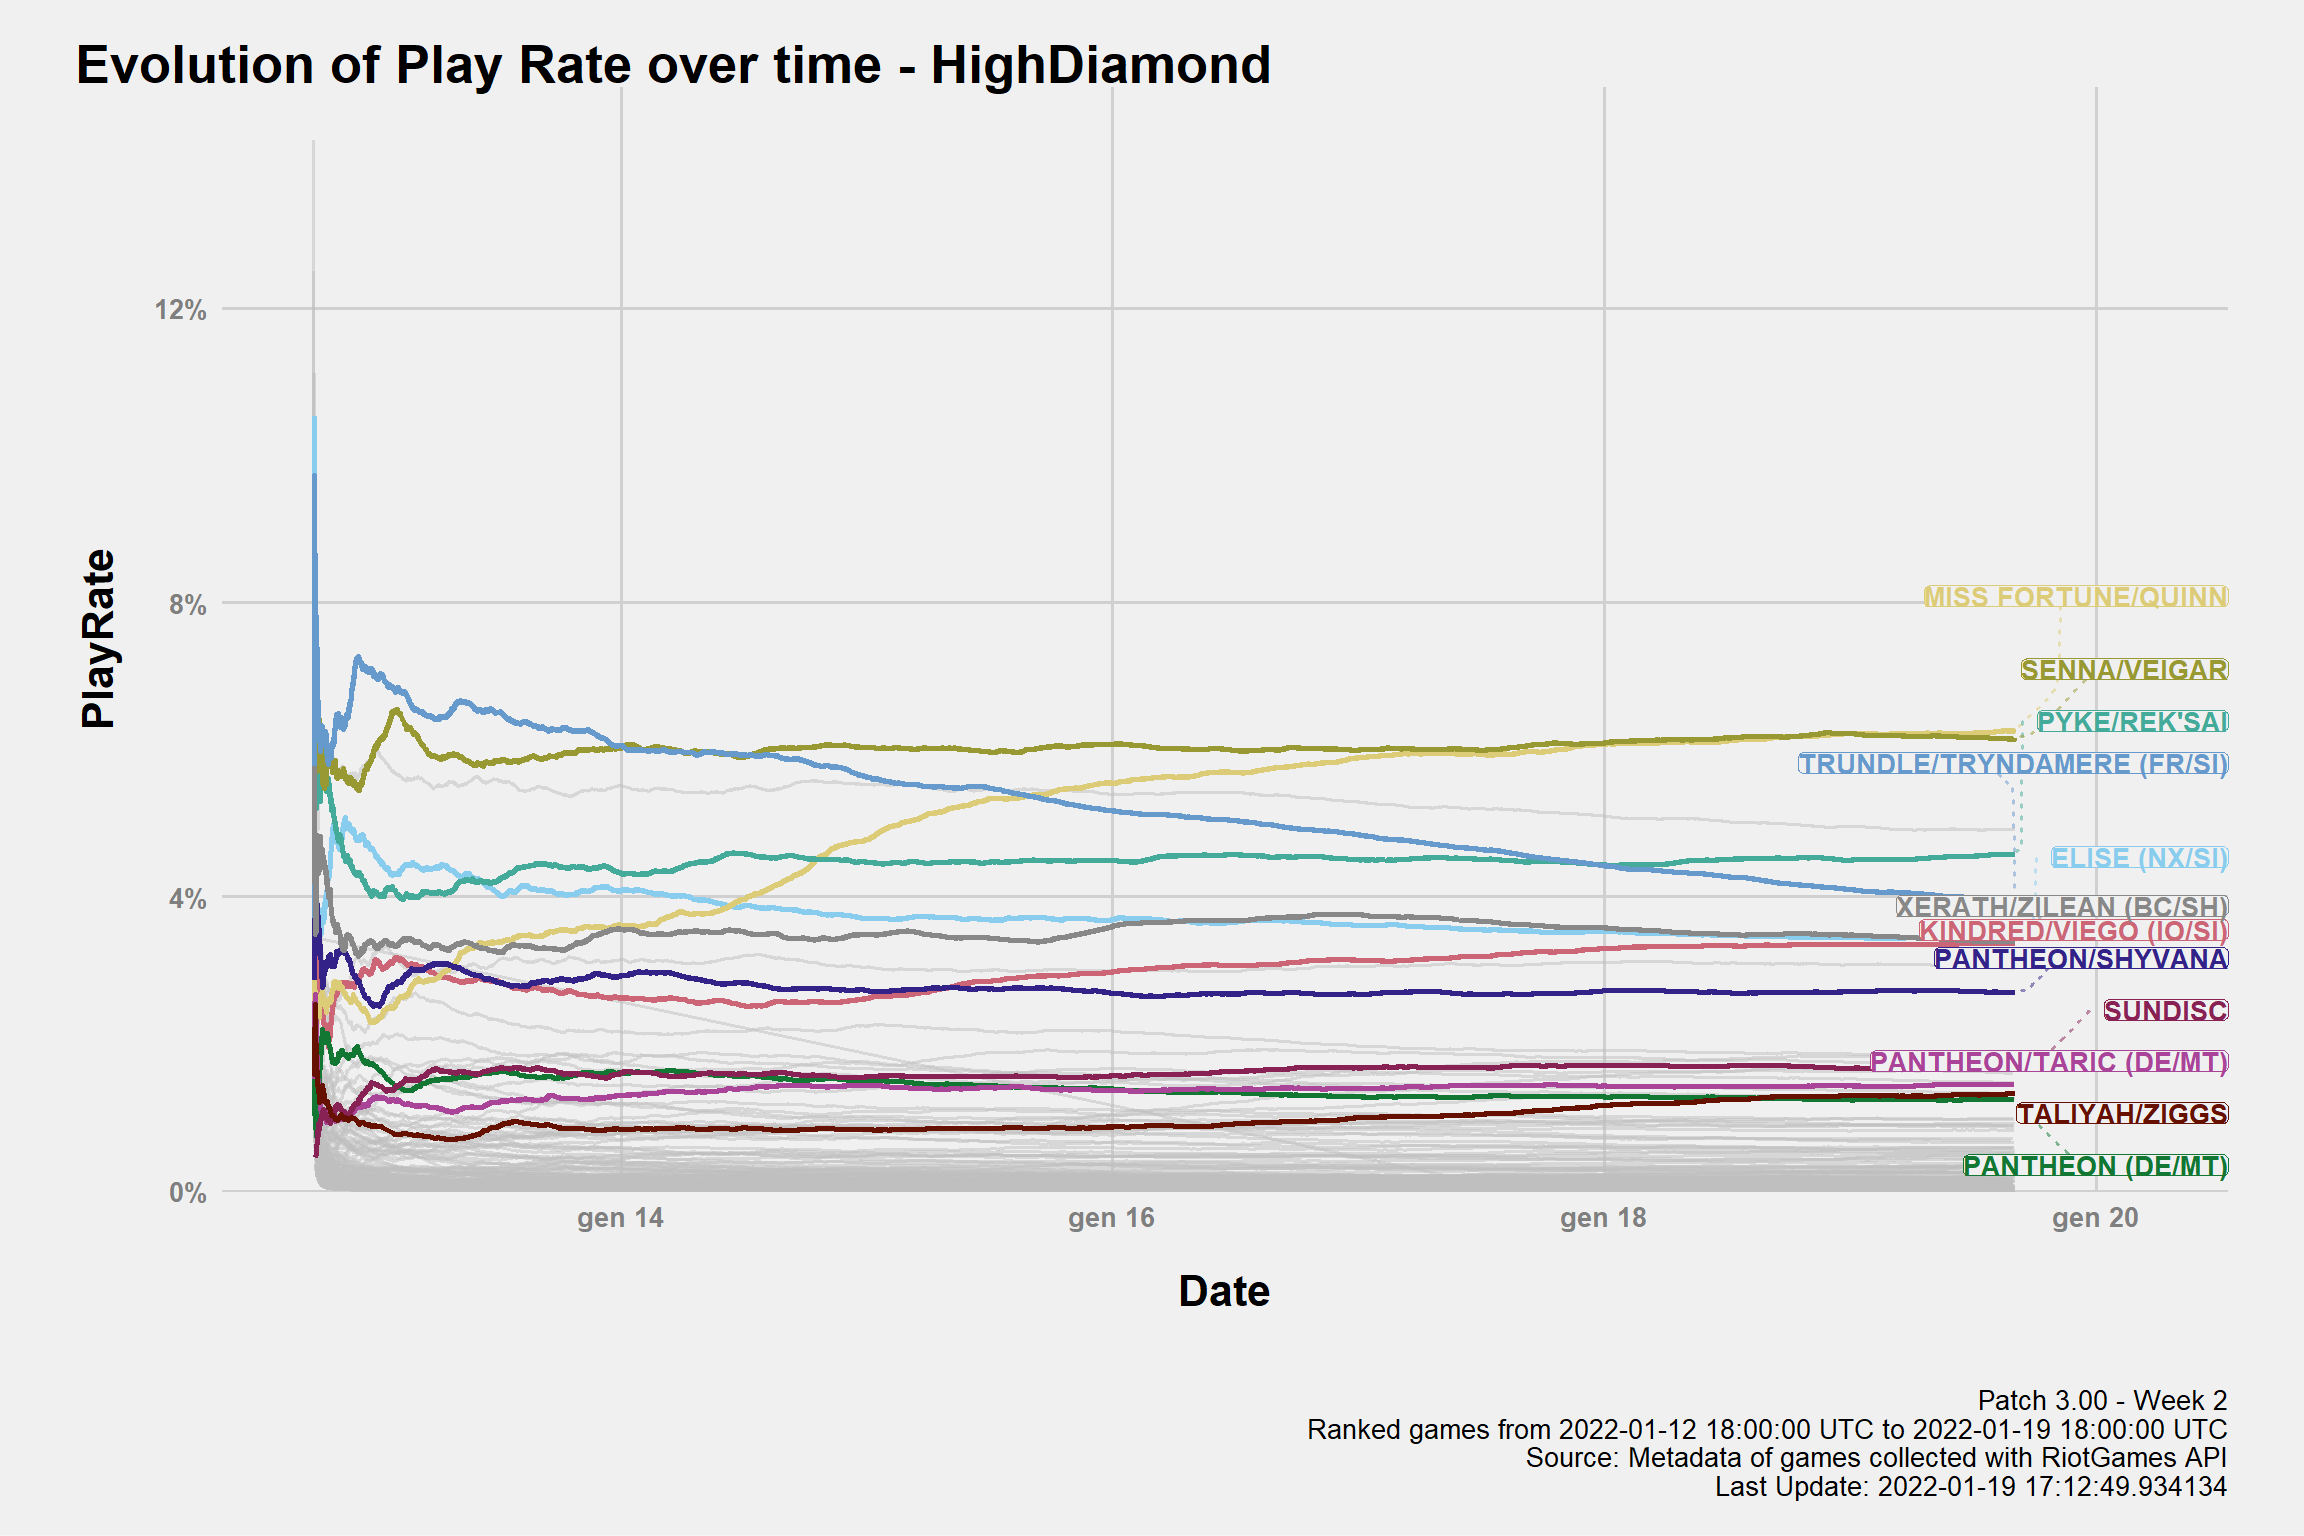 Evolution of Play Rate over time - HighDiamond
PlayRate
12%
8%
4%
0%
MISS FORTUNE/QUINN
SENNA/VEIGAR
PYKE/REK'SAI
TRUNDLE/TRYNDAMERE (FR/SI)
ELISE (NX/SI)
XERATH/ZILEAN (BC/SH)
KINDRED/VIEGO (IO/SI)
PANTHEON/SHYVANA
SUNDISC
PANTHEON/TARIC (DE/MT)
TALIYAH/ZIGGS
PANTHEON (DE/MT)
gen 14
gen 16
gen 18
gen 20
Date
Patch 3.00 - Week 2
Ranked games from 2022-01-12 18:00:00 UTC to 2022-01-19 18:00:00 UTC
Source: Metadata of games collected with RiotGames API
Last Update: 2022-01-19 17:12:49.934134